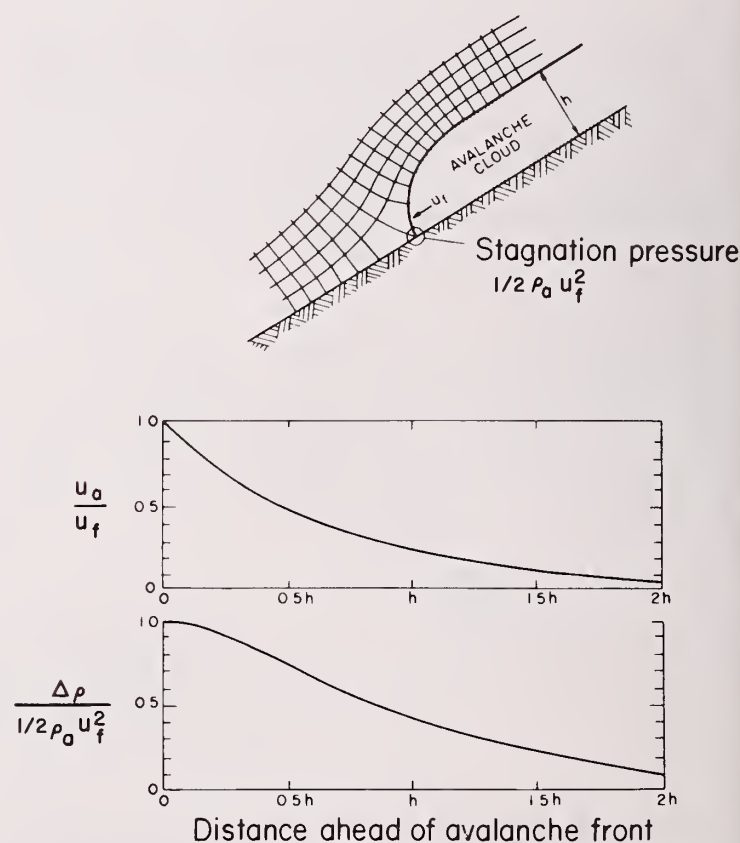 h
AVALANCHE
CLOUD
u_f
Stagnation pressure
1/2 ρ_a u_f^2
1.0
u_a
0.5
u_f
0
0 0.5h h 1.5h 2h
1.0
Δρ
0.5
1/2 ρ_a u_f^2
0
0 0.5h h 1.5h 2h
Distance ahead of avalanche front